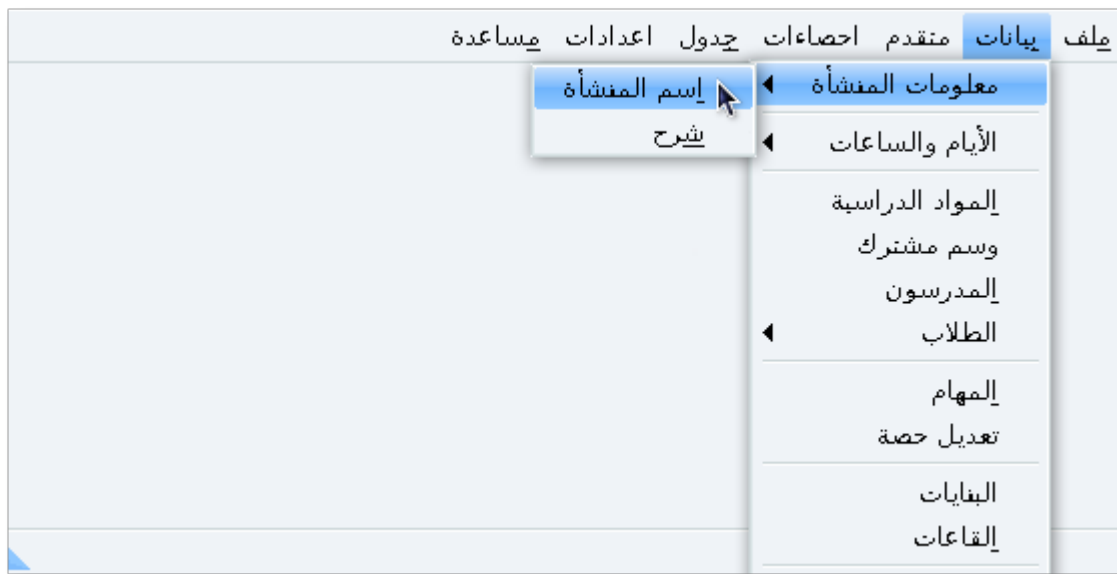 ملف بيانات متقدم احصاءات جدول اعدادات مساعدة
معلومات المنشأة
إسم المنشأة
شرح
الأيام والساعات
المواد الدراسية
وسم مشترك
المدرسون
الطلاب
المهام
تعديل حصة
البنايات
القاعات